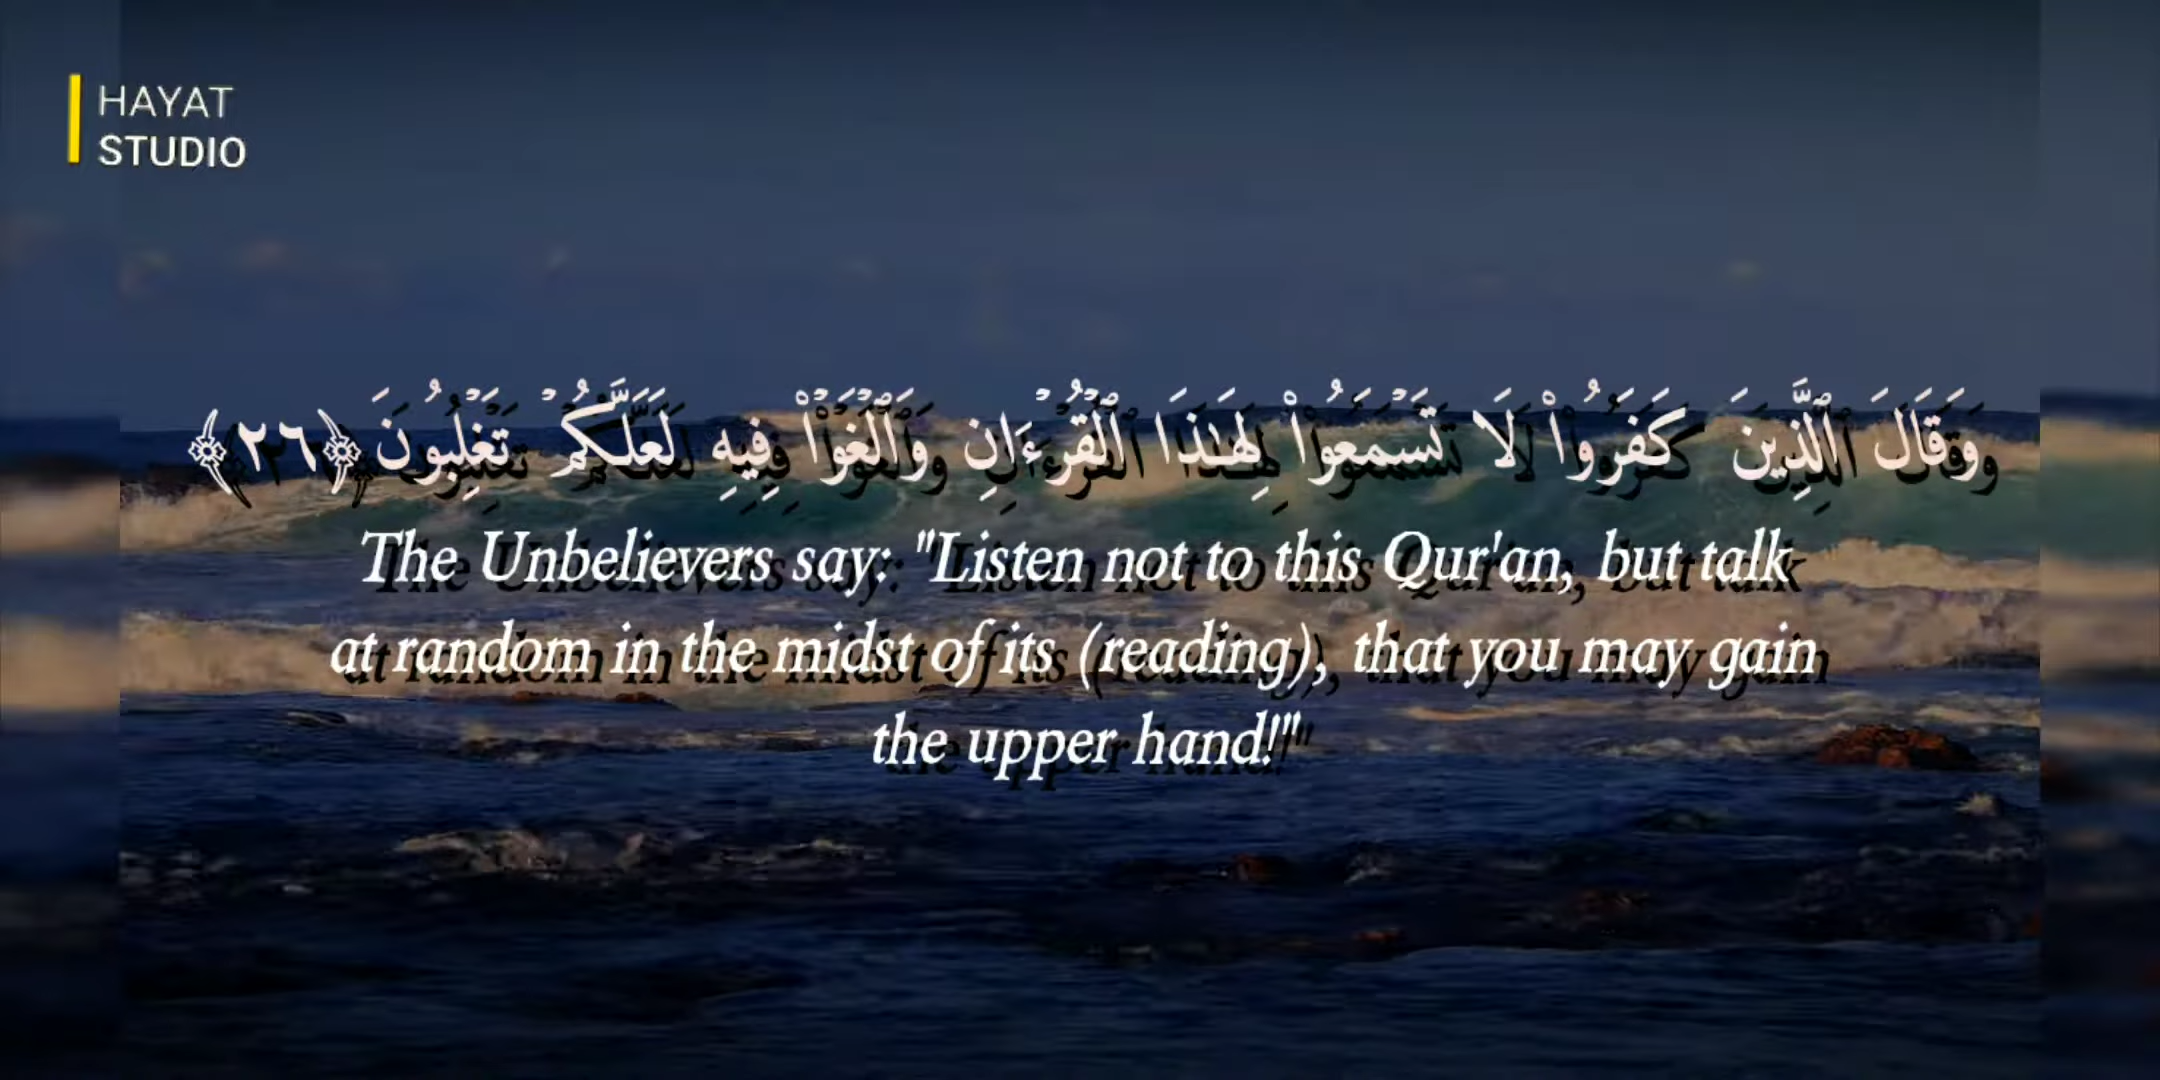 HAYAT
STUDIO
وَقَالَ ٱلَّذِينَ كَفَرُوا۟ لَا تَسْمَعُوا۟ لِهَـٰذَا ٱلْقُرْءَانِ وَٱلْغَوْا۟ فِيهِ لَعَلَّكُمْ تَغْلِبُونَ ﴿٢٦﴾
The Unbelievers say: "Listen not to this Qur'an, but talk
at random in the midst of its (reading), that you may gain
the upper hand!"